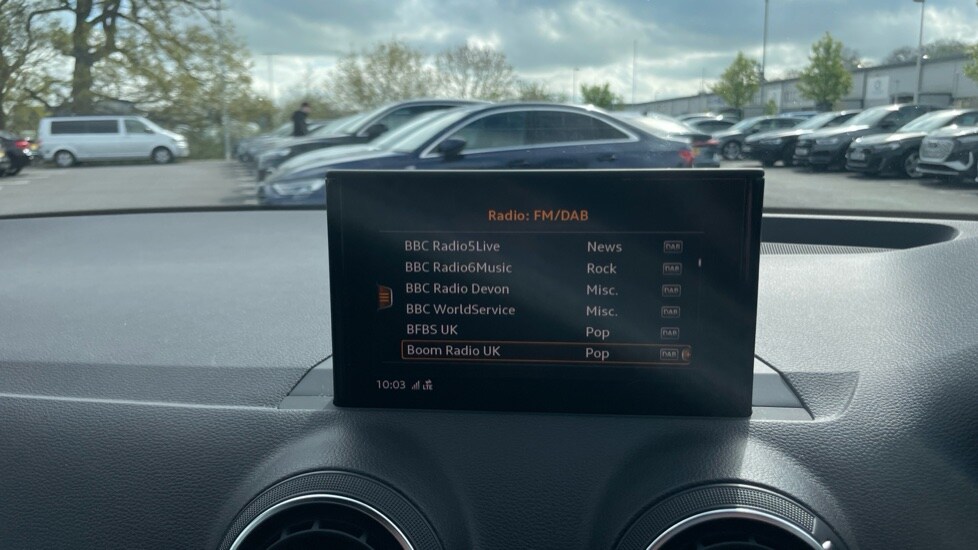 Radio: FM/DAB
BBC Radio5Live News DAB
BBC Radio6Music Rock DAB
BBC Radio Devon Misc. DAB
BBC WorldService Misc. DAB
BFBS UK Pop DAB
Boom Radio UK Pop DAB
10:03 LTE